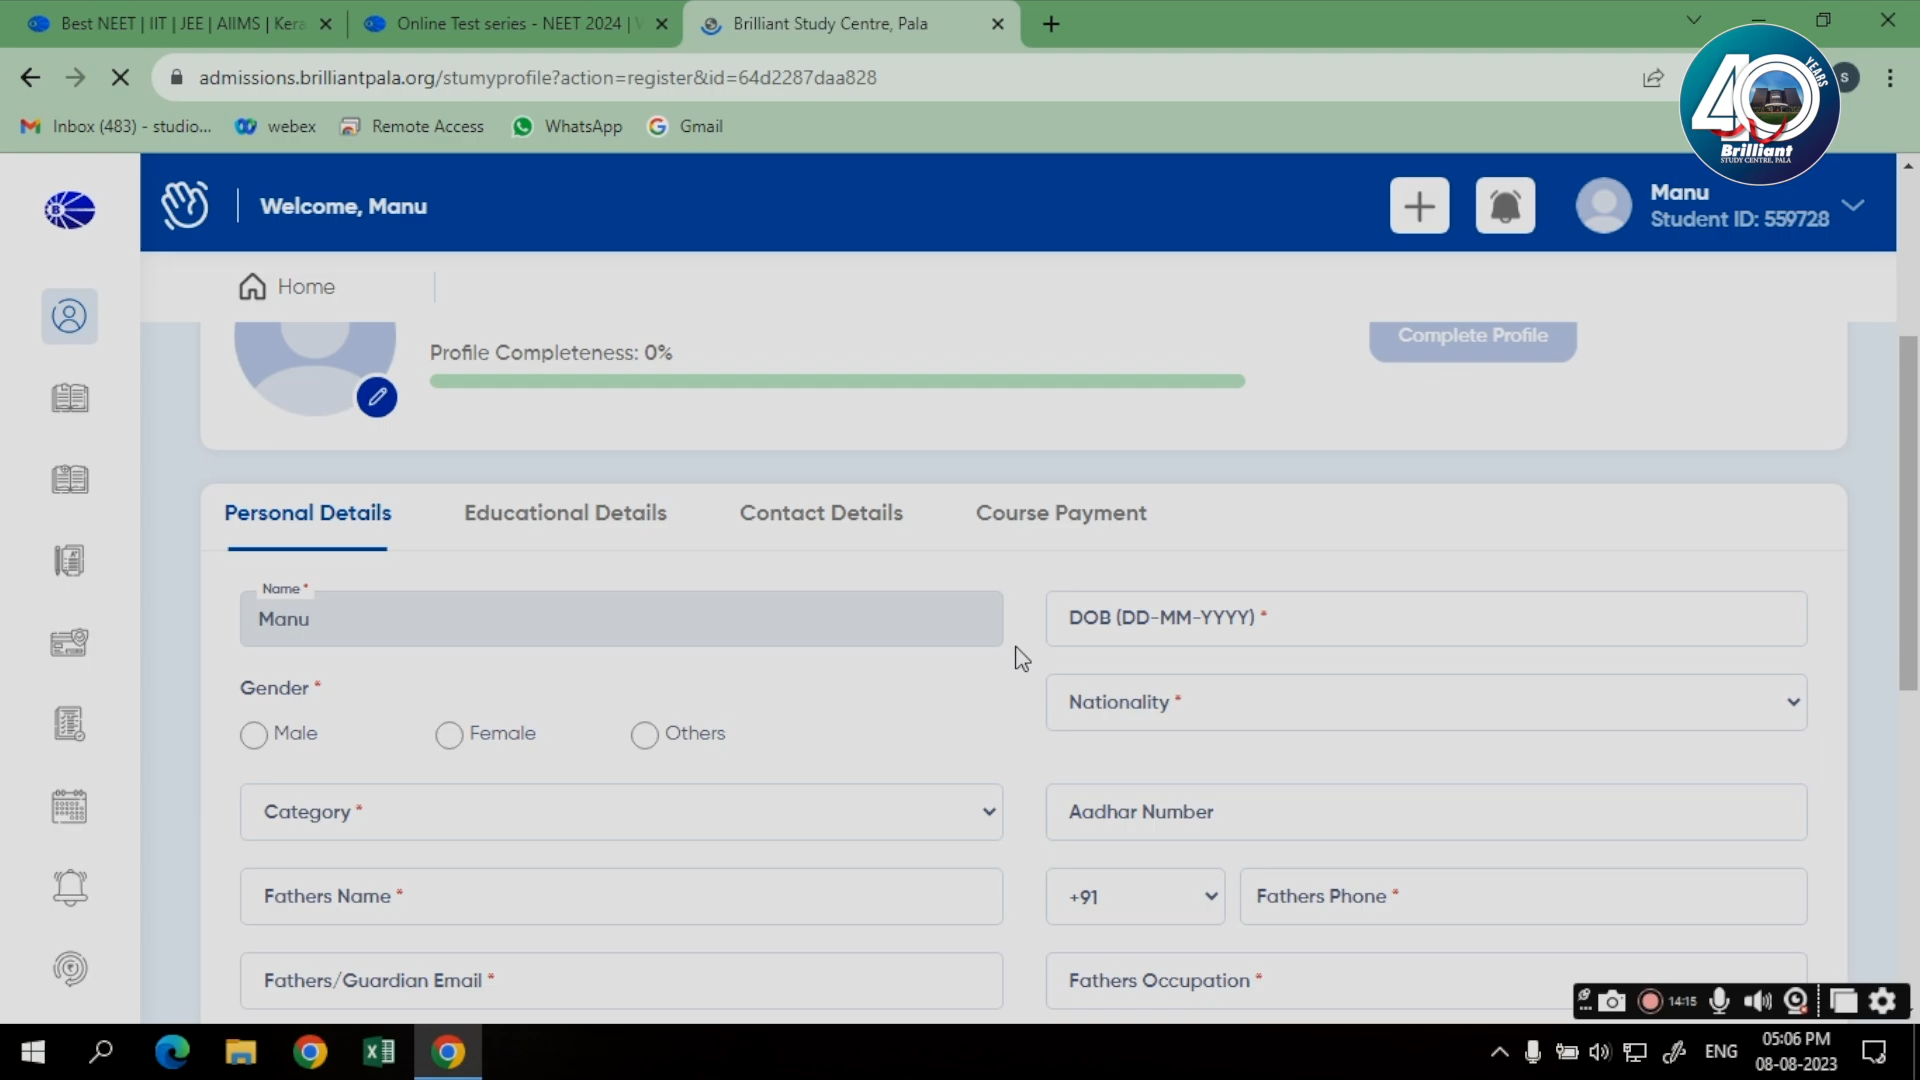 Best NEET | IIT | JEE | AIIMS | Kera
Online Test series - NEET 2024 |
Brilliant Study Centre, Pala
admissions.brilliantpala.org/stumyprofile?action=register&id=64d2287daa828
S
40
YEARS
Brilliant
STUDY CENTRE, PALA
Inbox (483) - studio...
webex
Remote Access
WhatsApp
Gmail
B
Welcome, Manu
Manu
Student ID: 559728
Home
Profile Completeness: 0%
Complete Profile
Personal Details
Educational Details
Contact Details
Course Payment
Name *
Manu
DOB (DD-MM-YYYY) *
Gender *
Male
Female
Others
Nationality *
Category *
Aadhar Number
Fathers Name *
+91
Fathers Phone *
Fathers/Guardian Email *
Fathers Occupation *
14:15
ENG
05:06 PM
08-08-2023